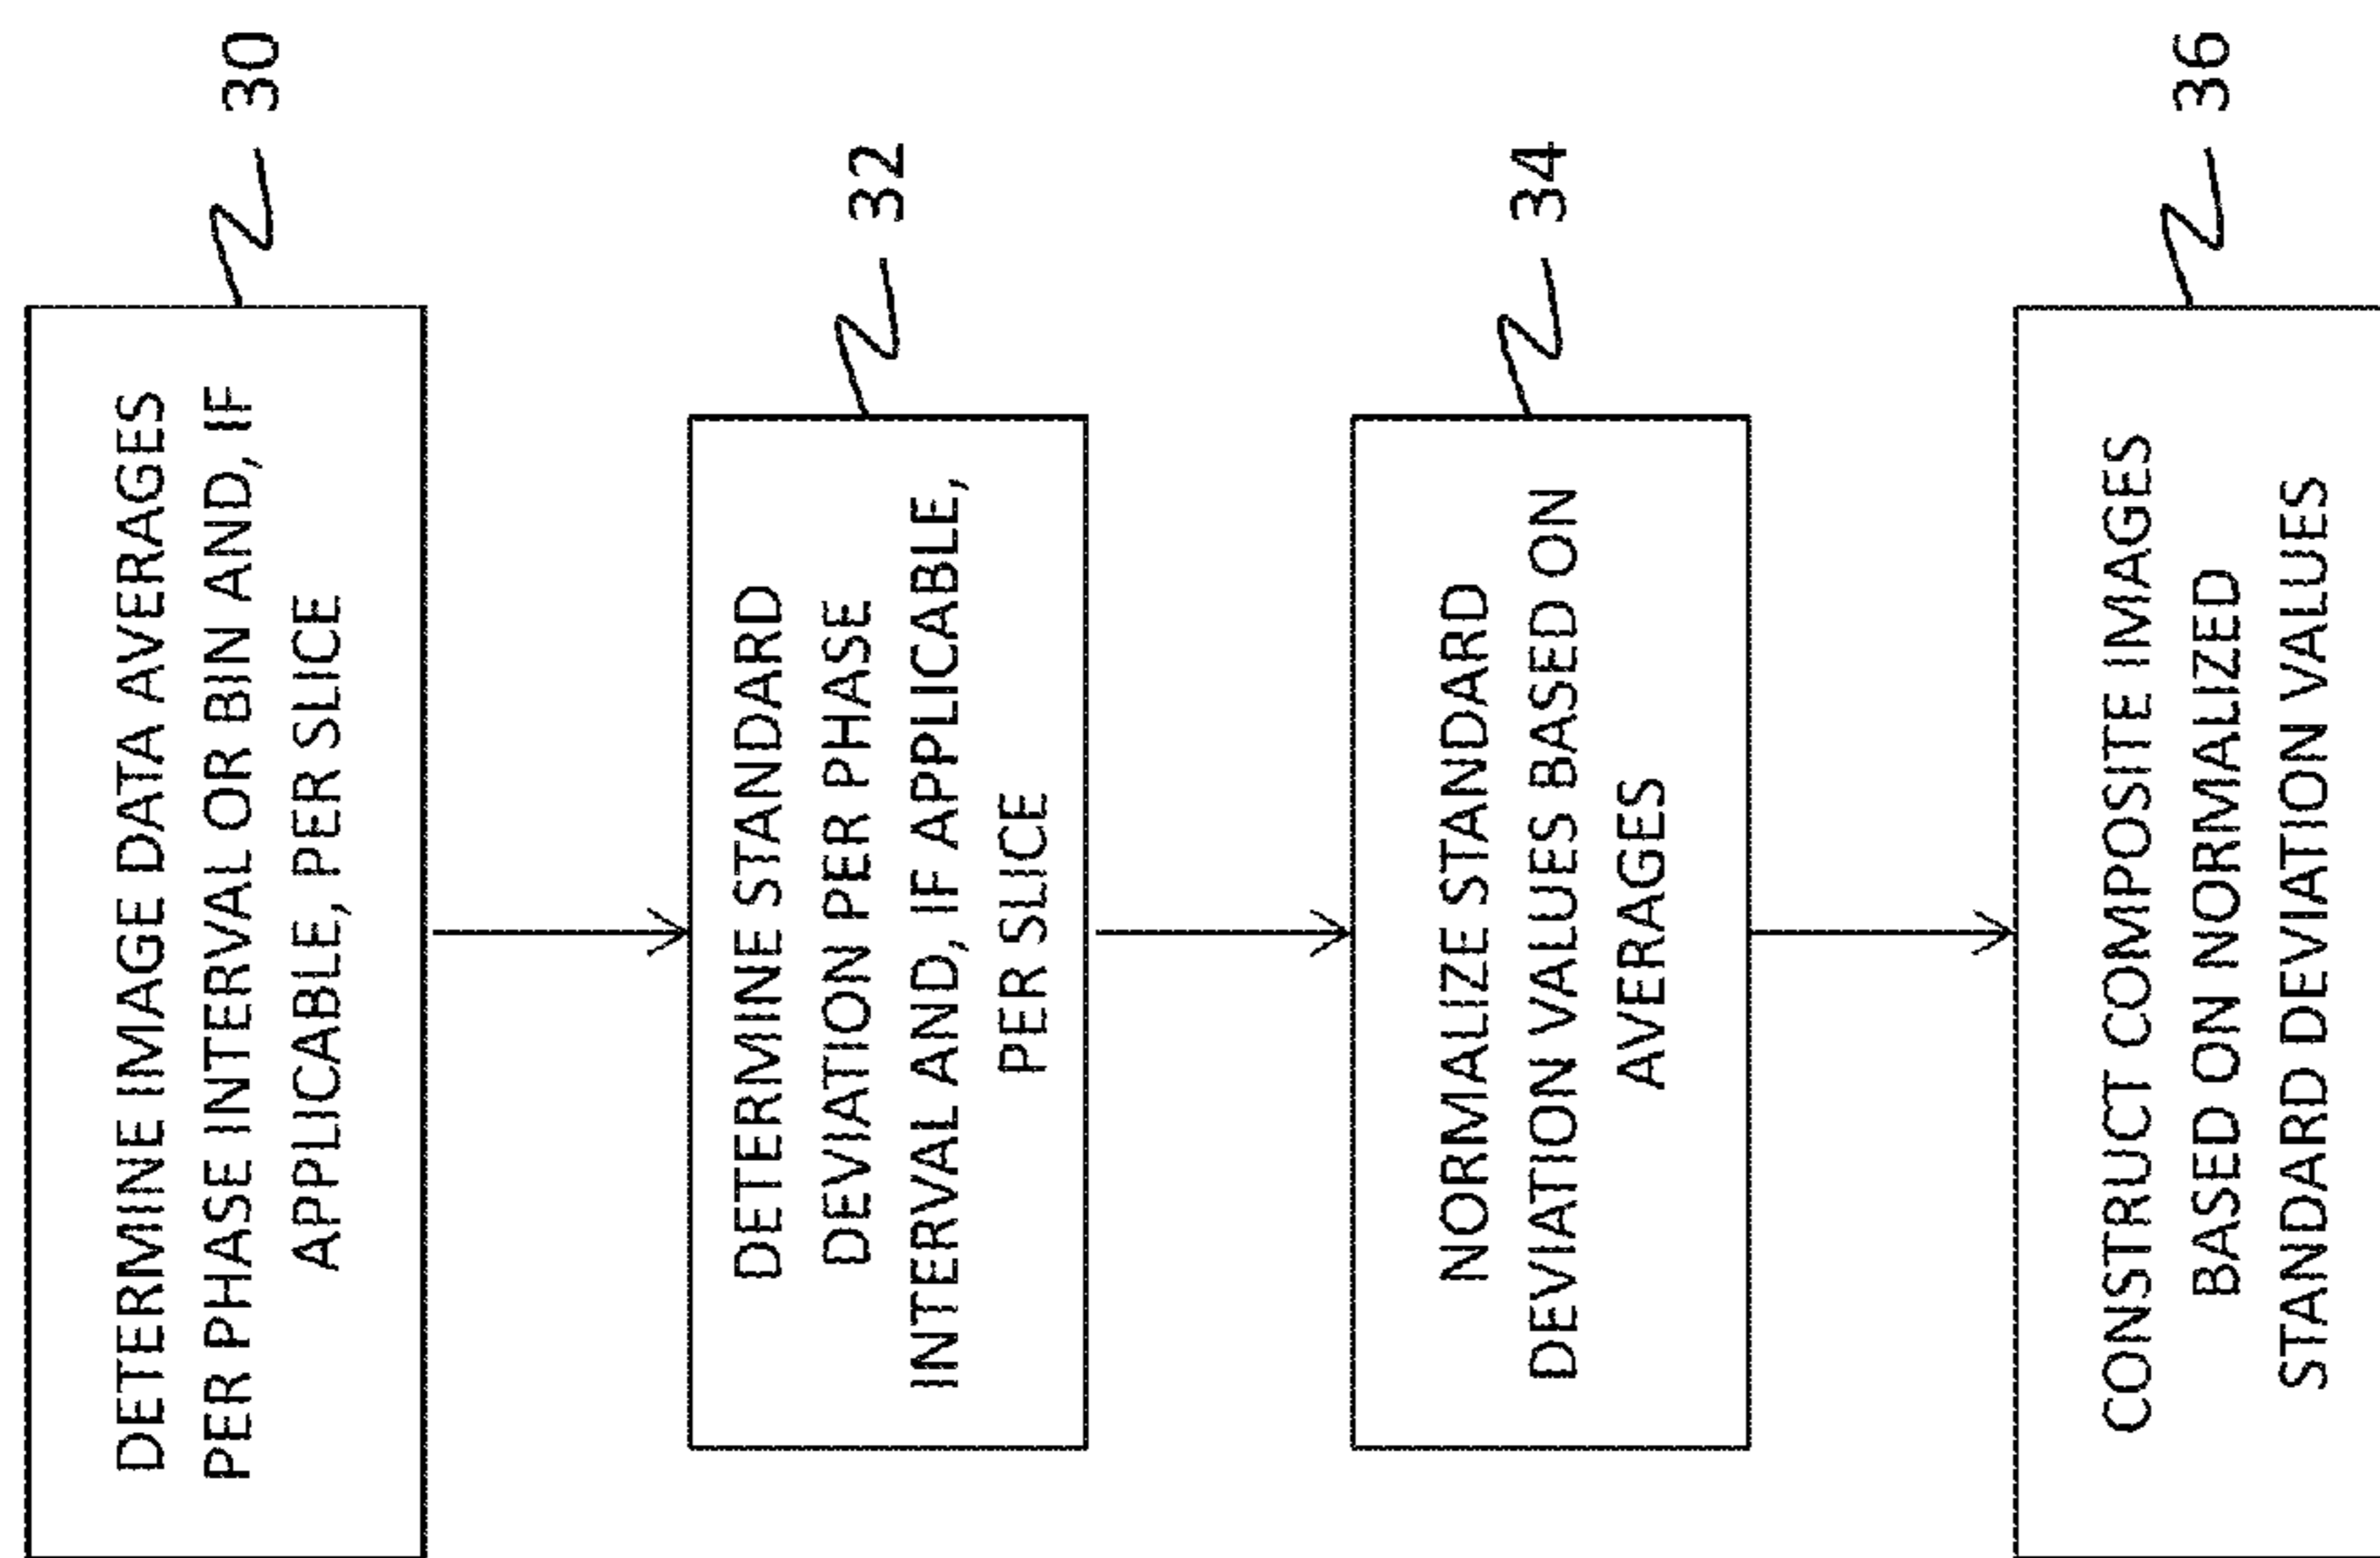 DETERMINE IMAGE DATA AVERAGES
PER PHASE INTERVAL OR BIN AND, IF
APPLICABLE, PER SLICE
30
DETERMINE STANDARD
DEVIATION PER PHASE
INTERVAL AND, IF APPLICABLE,
PER SLICE
32
NORMALIZE STANDARD
DEVIATION VALUES BASED ON
AVERAGES
34
CONSTRUCT COMPOSITE IMAGES
BASED ON NORMALIZED
STANDARD DEVIATION VALUES
36